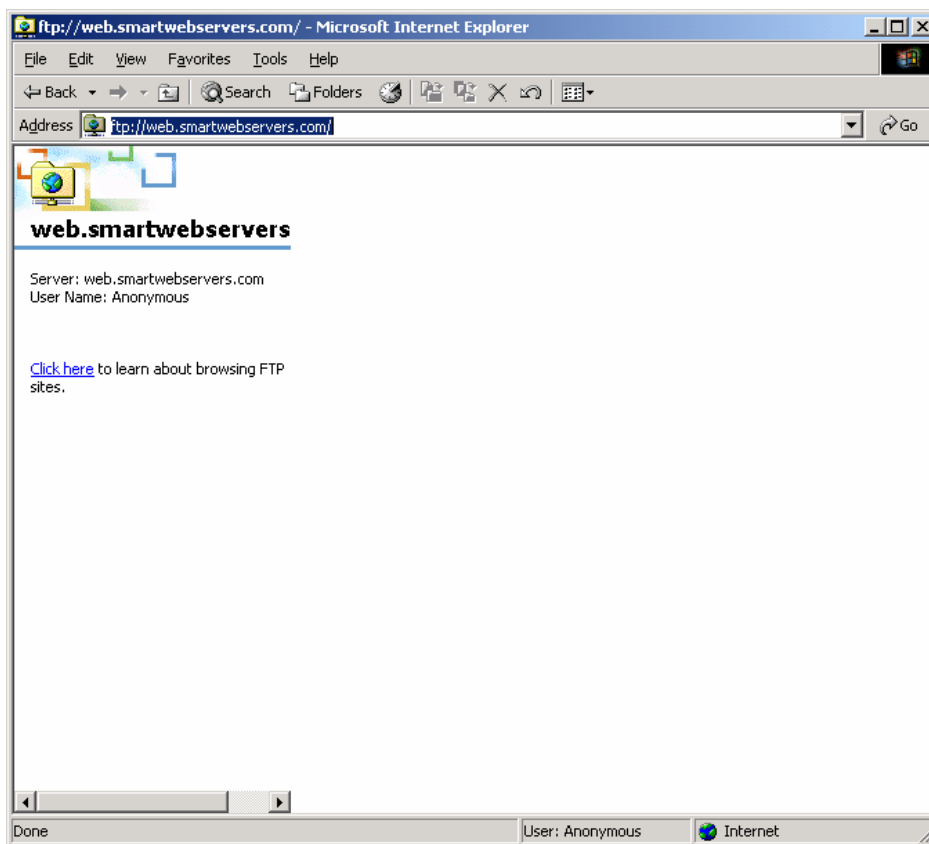 ftp://web.smartwebservers.com/ - Microsoft Internet Explorer
File Edit View Favorites Tools Help
Back Search Folders
Address ftp://web.smartwebservers.com/ Go
web.smartwebservers
Server: web.smartwebservers.com
User Name: Anonymous
Click here to learn about browsing FTP
sites.
Done User: Anonymous Internet